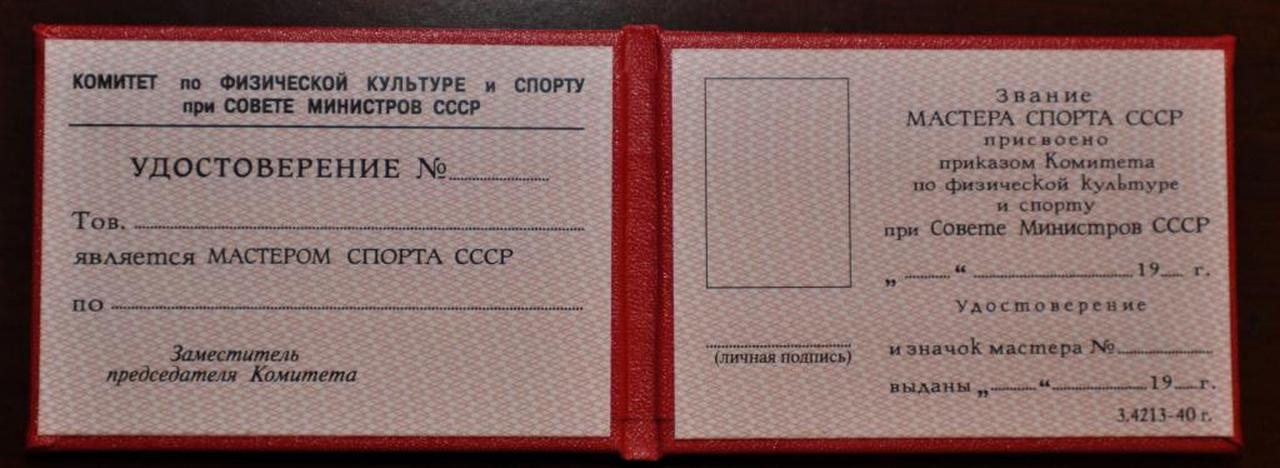 КОМИТЕТ по ФИЗИЧЕСКОЙ КУЛЬТУРЕ и СПОРТУ
при СОВЕТЕ МИНИСТРОВ СССР
УДОСТОВЕРЕНИЕ №
Тов.
является МАСТЕРОМ СПОРТА СССР
по
Заместитель
председателя Комитета
(личная подпись)
Звание
МАСТЕРА СПОРТА СССР
присвоено
приказом Комитета
по физической культуре
и спорту
при Совете Министров СССР
„ “ 19 г.
Удостоверение
и значок мастера №
выданы „ “ 19 г.
3.4213-40 г.